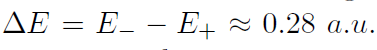 ΔE = E₋ − E₊ ≈ 0.28 a.u.